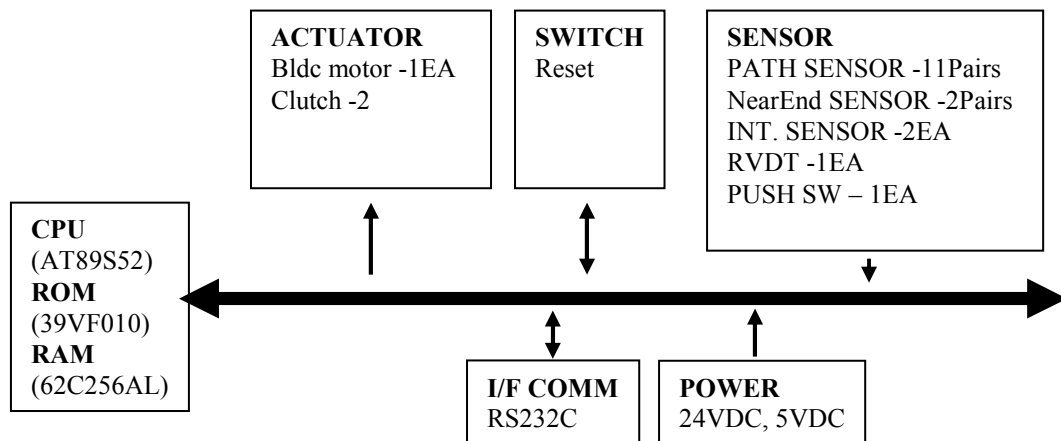 ACTUATOR
Bldc motor -1EA
Clutch -2
SWITCH
Reset
SENSOR
PATH SENSOR -11Pairs
NearEnd SENSOR -2Pairs
INT. SENSOR -2EA
RVDT -1EA
PUSH SW – 1EA
CPU
(AT89S52)
ROM
(39VF010)
RAM
(62C256AL)
I/F COMM
RS232C
POWER
24VDC, 5VDC